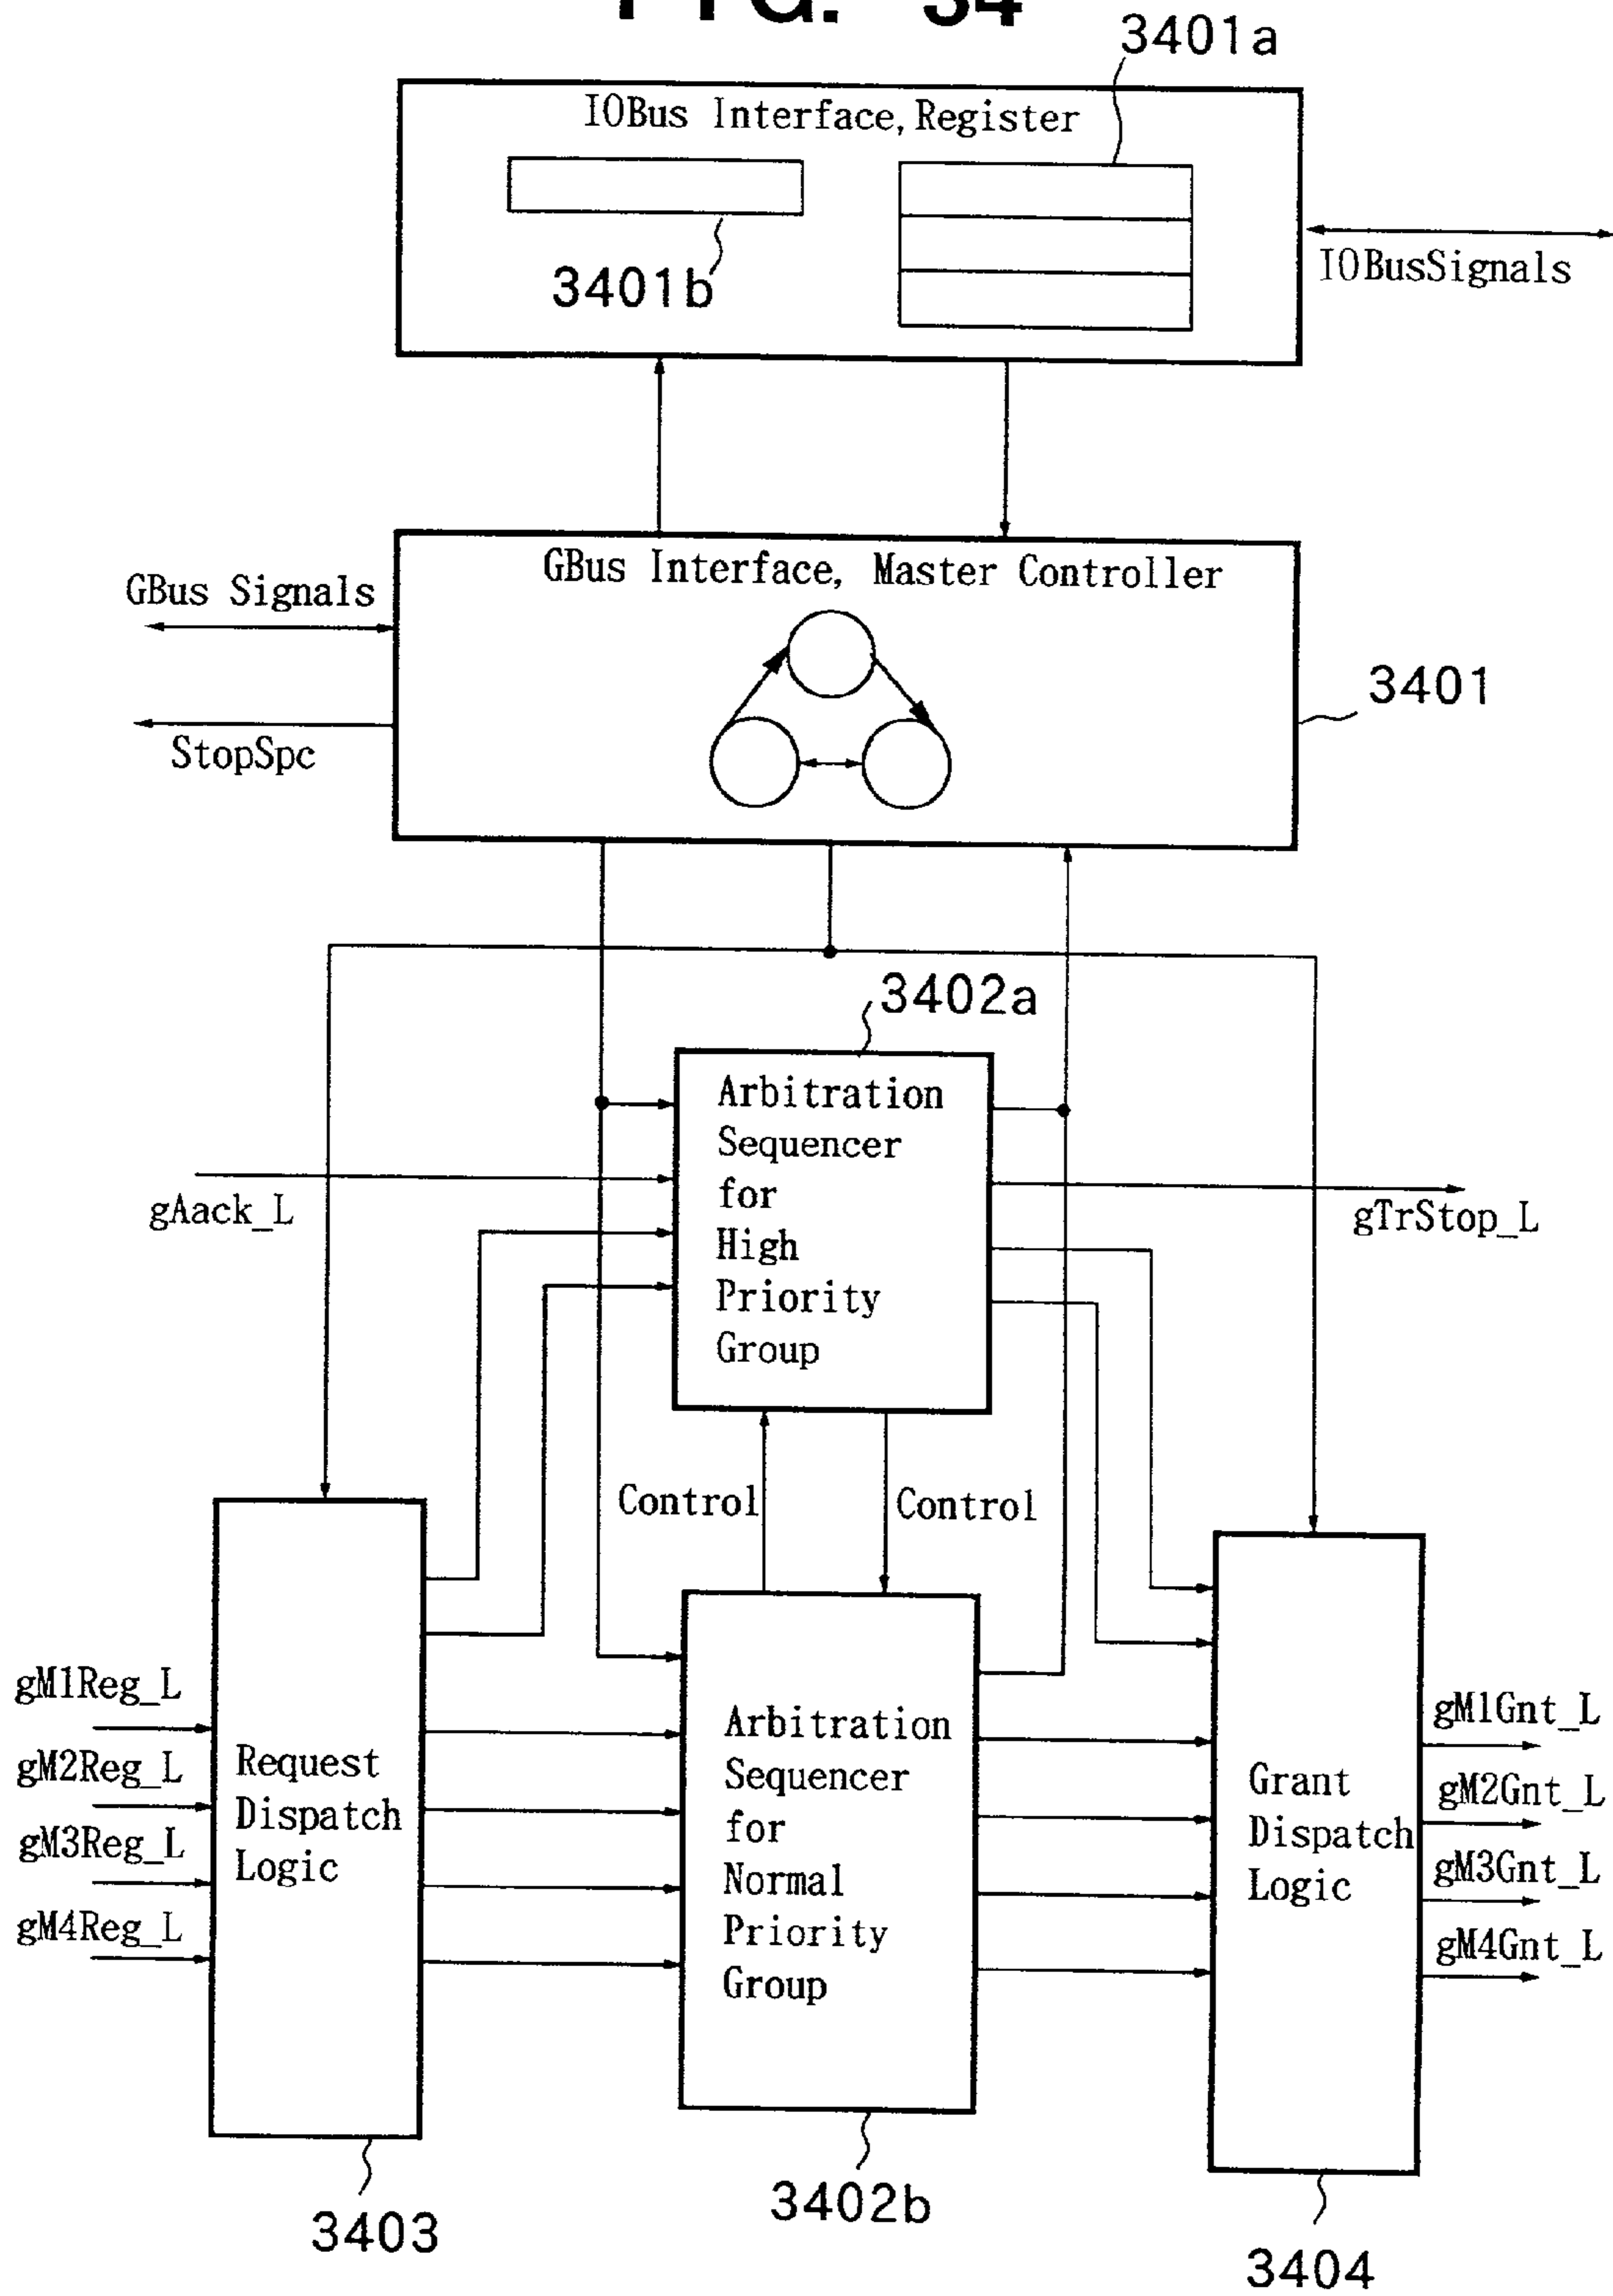 FIG. 34
3401a
IOBus Interface, Register
3401b
IOBusSignals
GBus Interface, Master Controller
GBus Signals
StopSpc
3401
3402a
Arbitration
Sequencer
for
High
Priority
Group
gAack_L
gTrStop_L
Control
Control
gM1Reg_L
gM2Reg_L
gM3Reg_L
gM4Reg_L
Request
Dispatch
Logic
Arbitration
Sequencer
for
Normal
Priority
Group
Grant
Dispatch
Logic
gM1Gnt_L
gM2Gnt_L
gM3Gnt_L
gM4Gnt_L
3403
3402b
3404